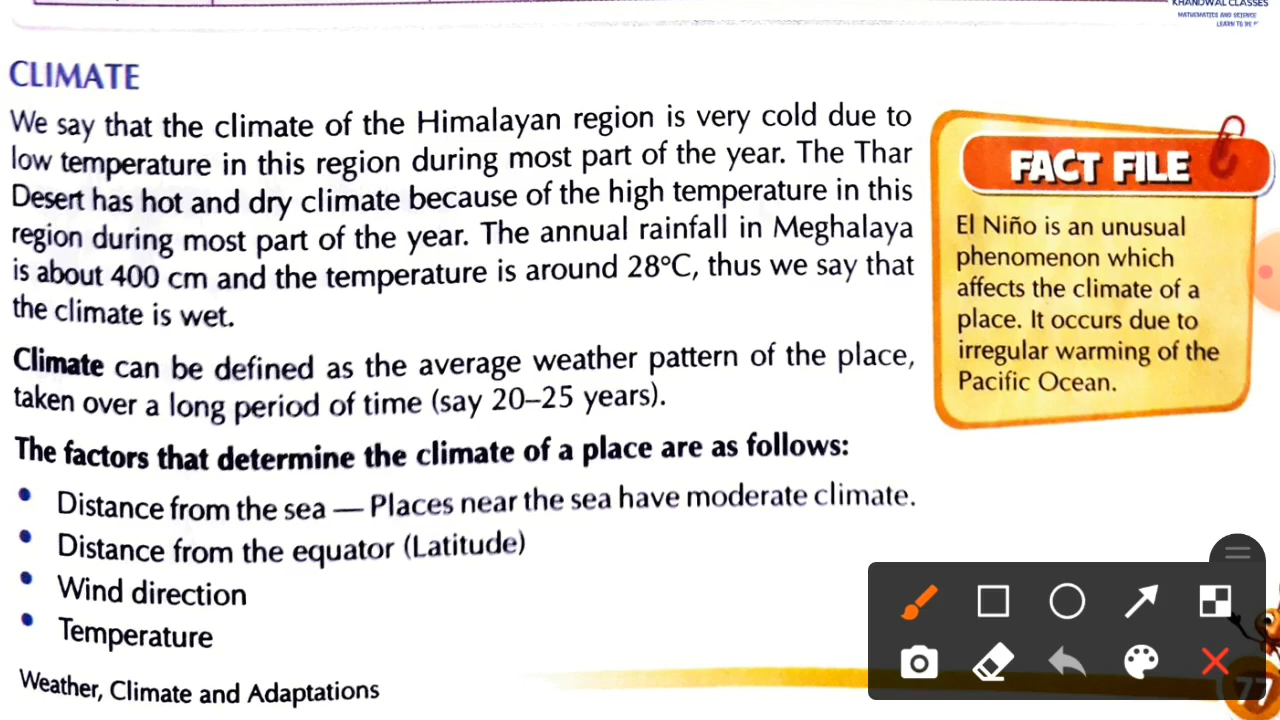 KHANDWAL CLASSES
MATHEMATICS AND SCIENCE
LEARN TO BE
CLIMATE
We say that the climate of the Himalayan region is very cold due to
low temperature in this region during most part of the year. The Thar
Desert has hot and dry climate because of the high temperature in this
region during most part of the year. The annual rainfall in Meghalaya
is about 400 cm and the temperature is around 28°C, thus we say that
the climate is wet.
Climate can be defined as the average weather pattern of the place,
taken over a long period of time (say 20–25 years).
The factors that determine the climate of a place are as follows:
• Distance from the sea — Places near the sea have moderate climate.
• Distance from the equator (Latitude)
• Wind direction
• Temperature
Weather, Climate and Adaptations
FACT FILE
El Niño is an unusual
phenomenon which
affects the climate of a
place. It occurs due to
irregular warming of the
Pacific Ocean.
77